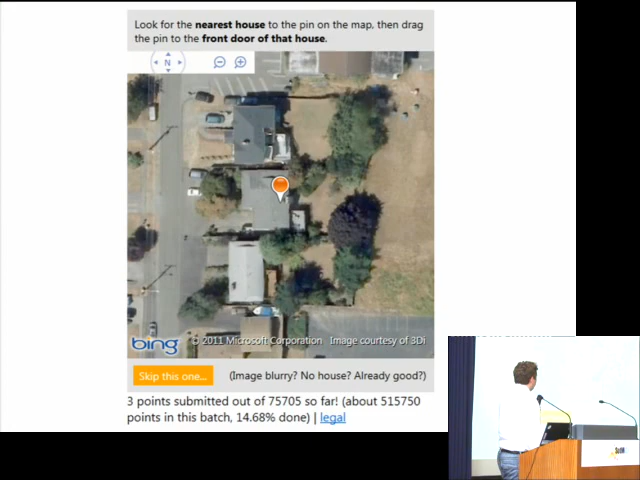 Look for the nearest house to the pin on the map, then drag
the pin to the front door of that house.
N
bing
© 2011 Microsoft Corporation Image courtesy of 3Di
Skip this one...
(Image blurry? No house? Already good?)
3 points submitted out of 75705 so far! (about 515750
points in this batch, 14.68% done) | legal